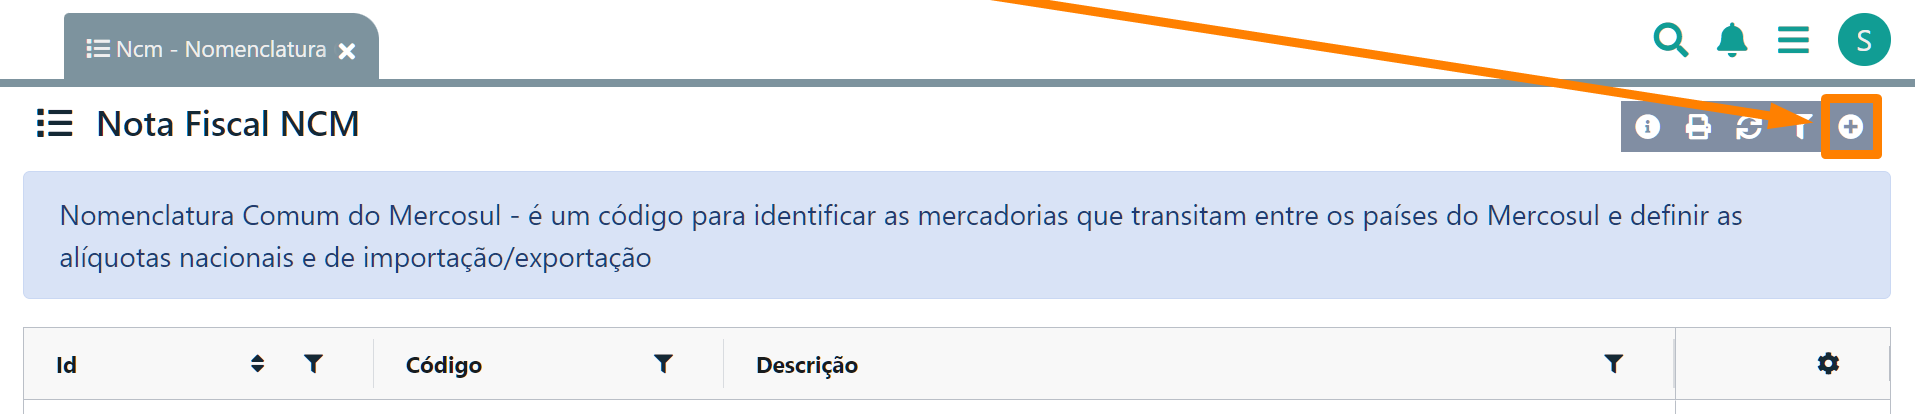 Ncm - Nomenclatura
S
Nota Fiscal NCM
Nomenclatura Comum do Mercosul - é um código para identificar as mercadorias que transitam entre os países do Mercosul e definir as
alíquotas nacionais e de importação/exportação
Id Código Descrição